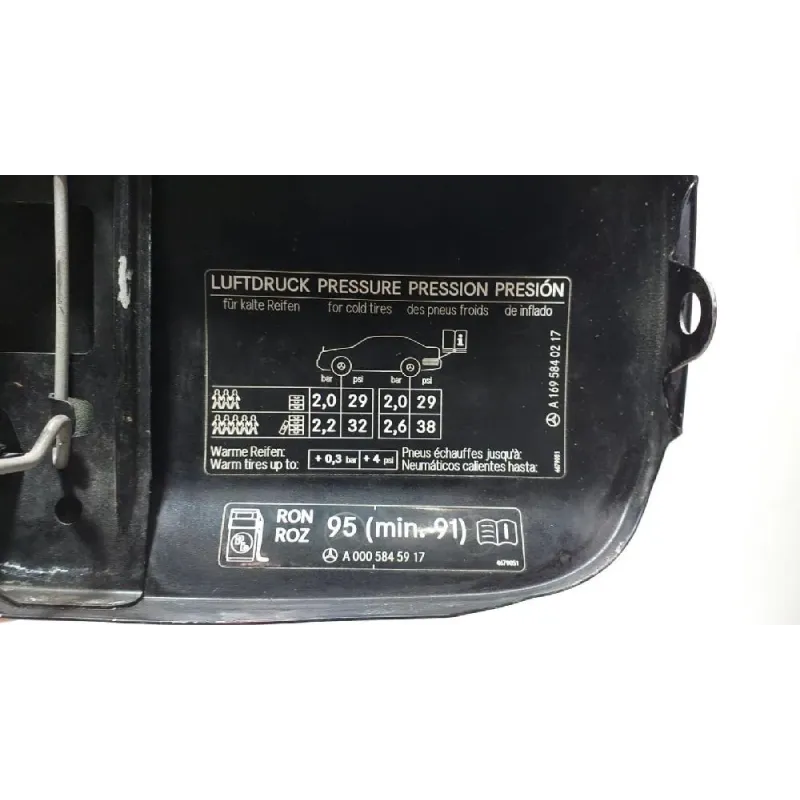 LUFTDRUCK PRESSURE PRESSION PRESIÓN
für kalte Reifen for cold tires des pneus froids de inflado
bar psi bar psi
2,0 29 2,0 29
2,2 32 2,6 38
Warme Reifen: Pneus échauffes jusqu'à:
Warm tires up to: + 0,3 bar + 4 psi Neumáticos calientes hasta:
A 169 584 02 17
4679051
RON
ROZ
95 (min. 91)
A 000 584 59 17
4679051